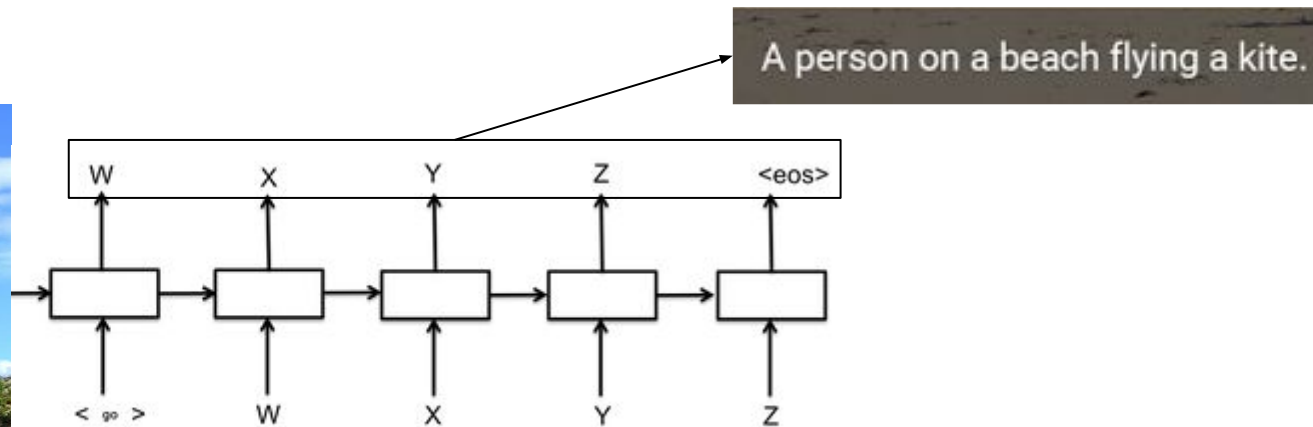 A person on a beach flying a kite.
W X Y Z <eos>
< go > W X Y Z